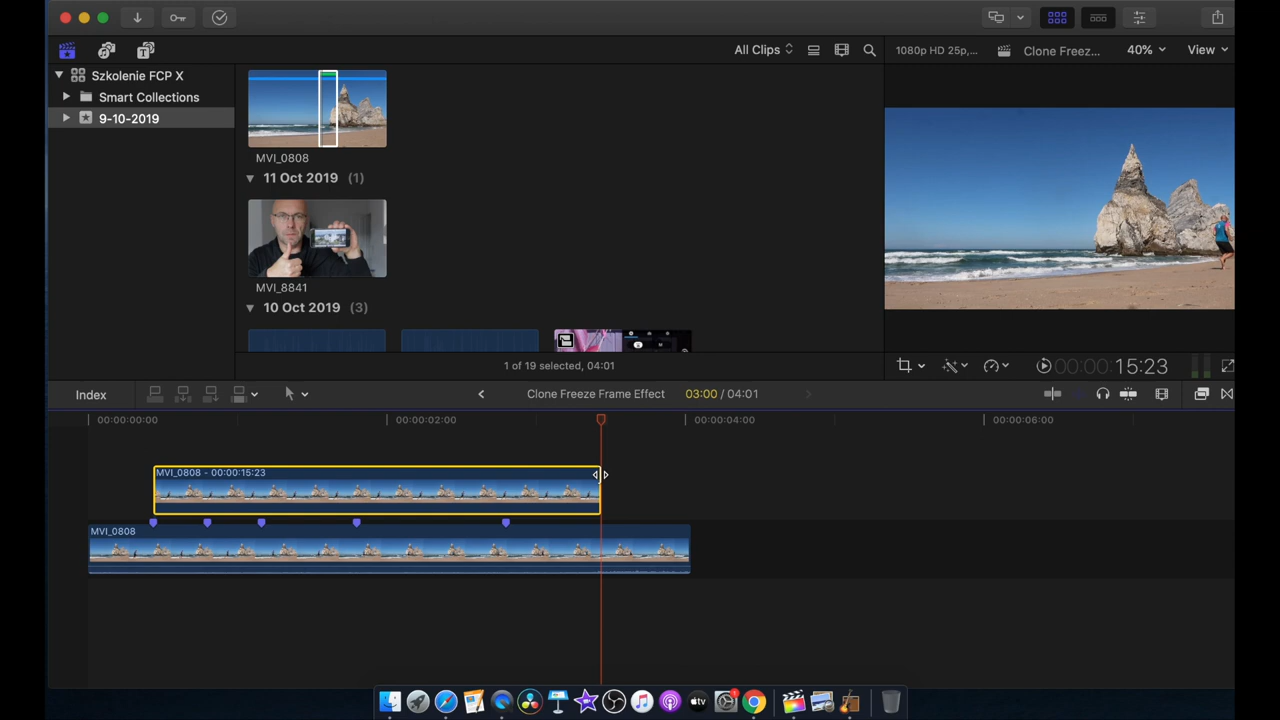 All Clips
1080p HD 25p,...
Clone Freez...
40%
View
Szkolenie FCP X
Smart Collections
9-10-2019
MVI_0808
11 Oct 2019 (1)
MVI_8841
10 Oct 2019 (3)
1 of 19 selected, 04:01
00:00:00:15:23
Index
Clone Freeze Frame Effect
03:00 / 04:01
00:00:00:00
00:00:02:00
00:00:04:00
00:00:06:00
MVI_0808 - 00:00:15:23
MVI_0808
tv